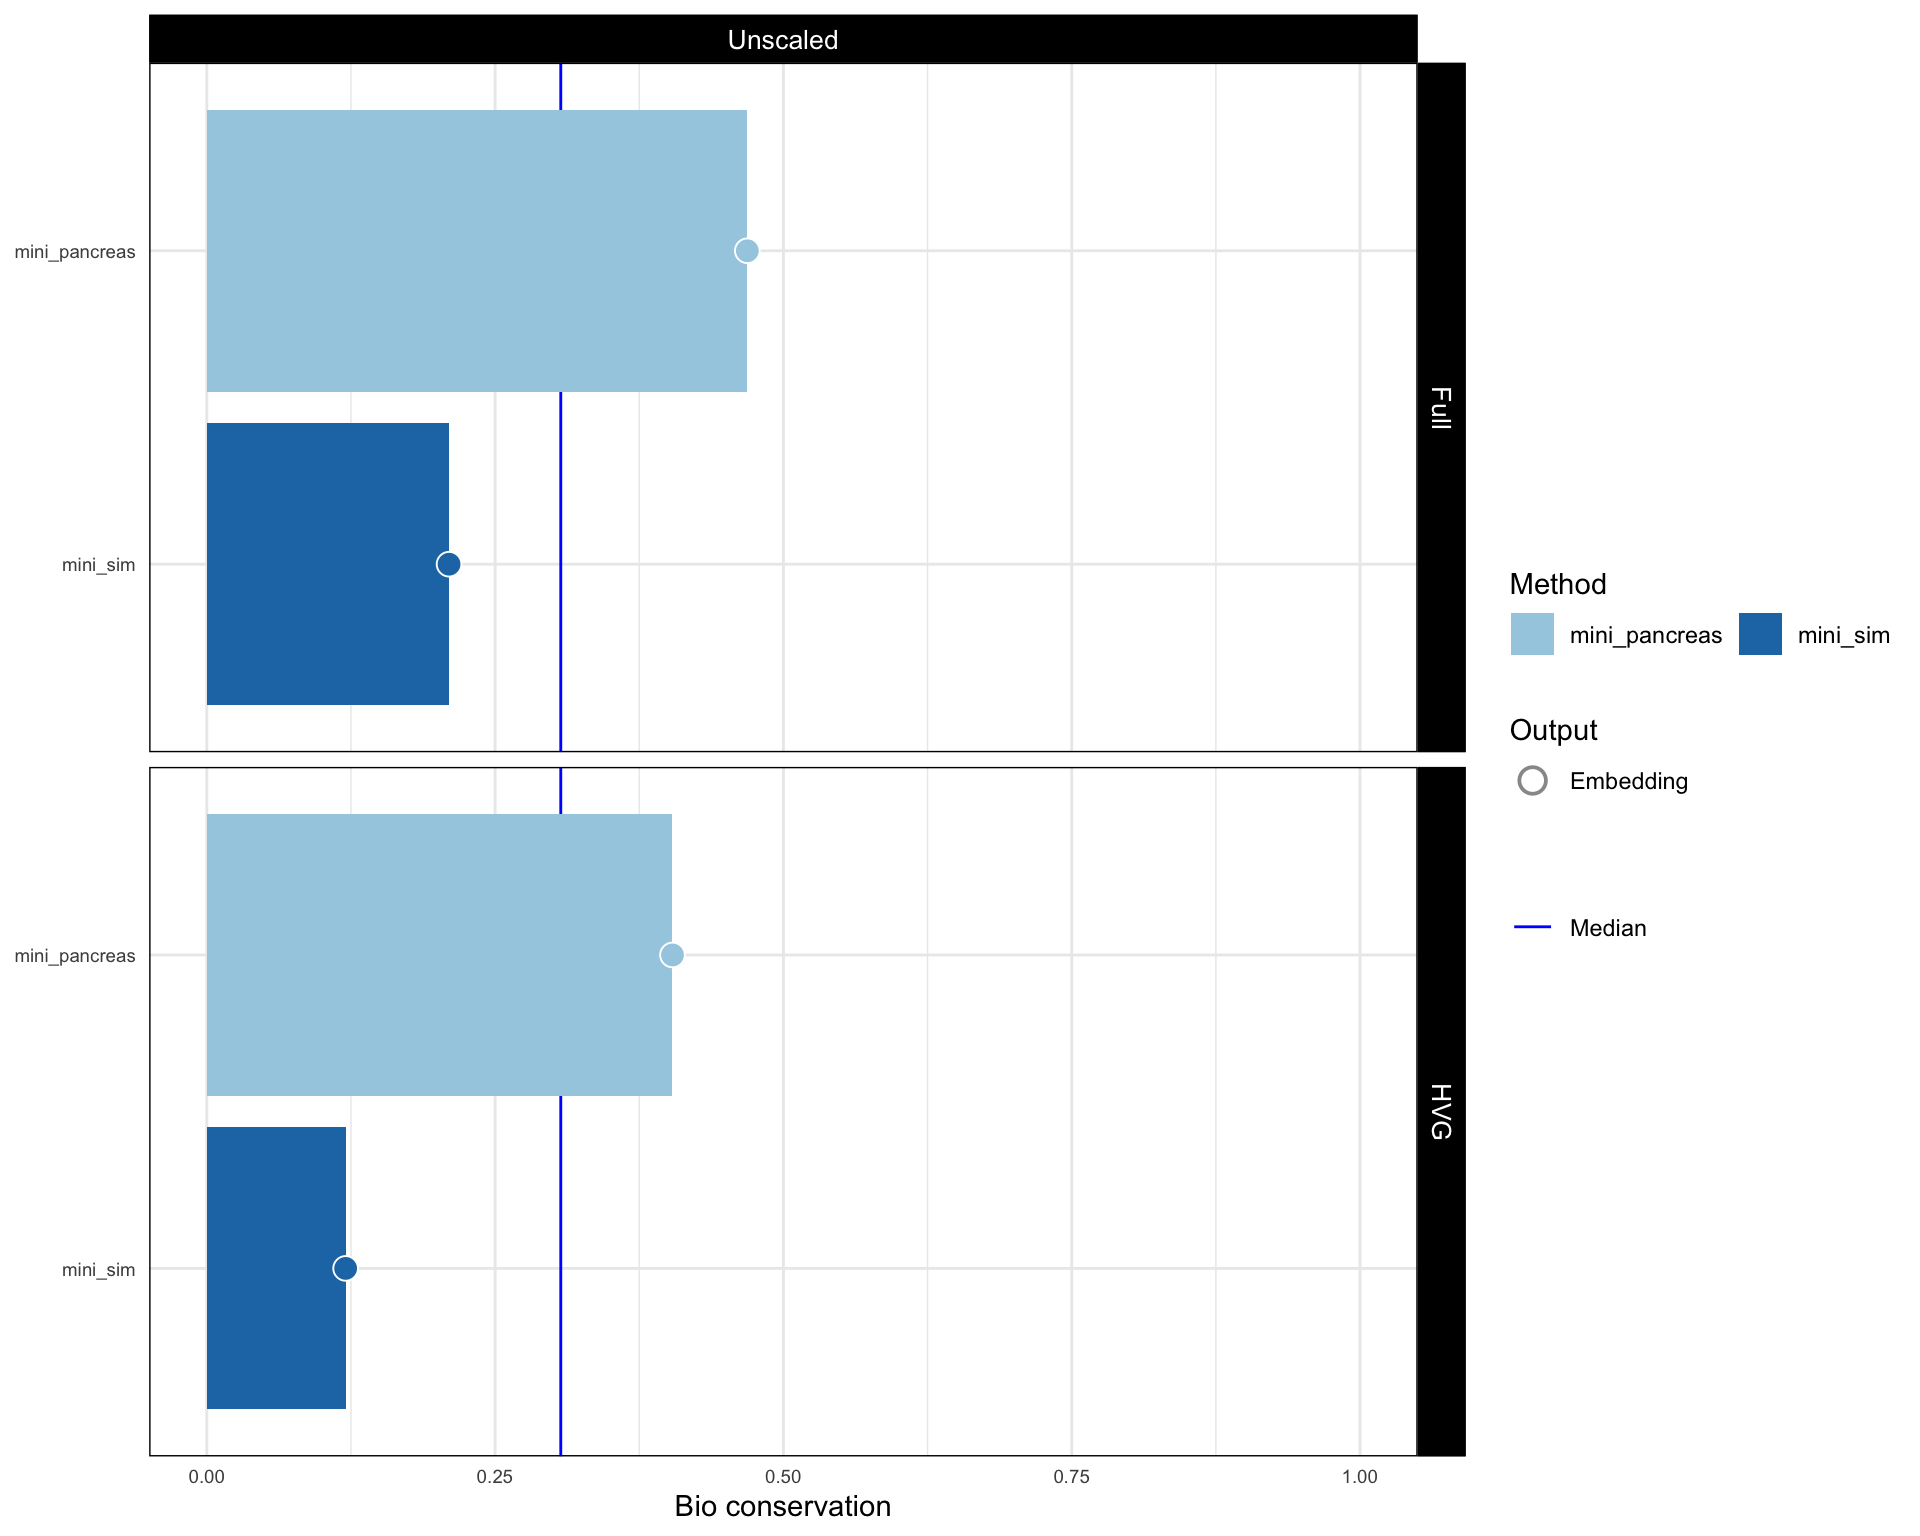 Unscaled
mini_pancreas
mini_sim
Full
mini_pancreas
mini_sim
HVG
0.00 0.25 0.50 0.75 1.00
Bio conservation
Method
mini_pancreas mini_sim
Output
Embedding
Median